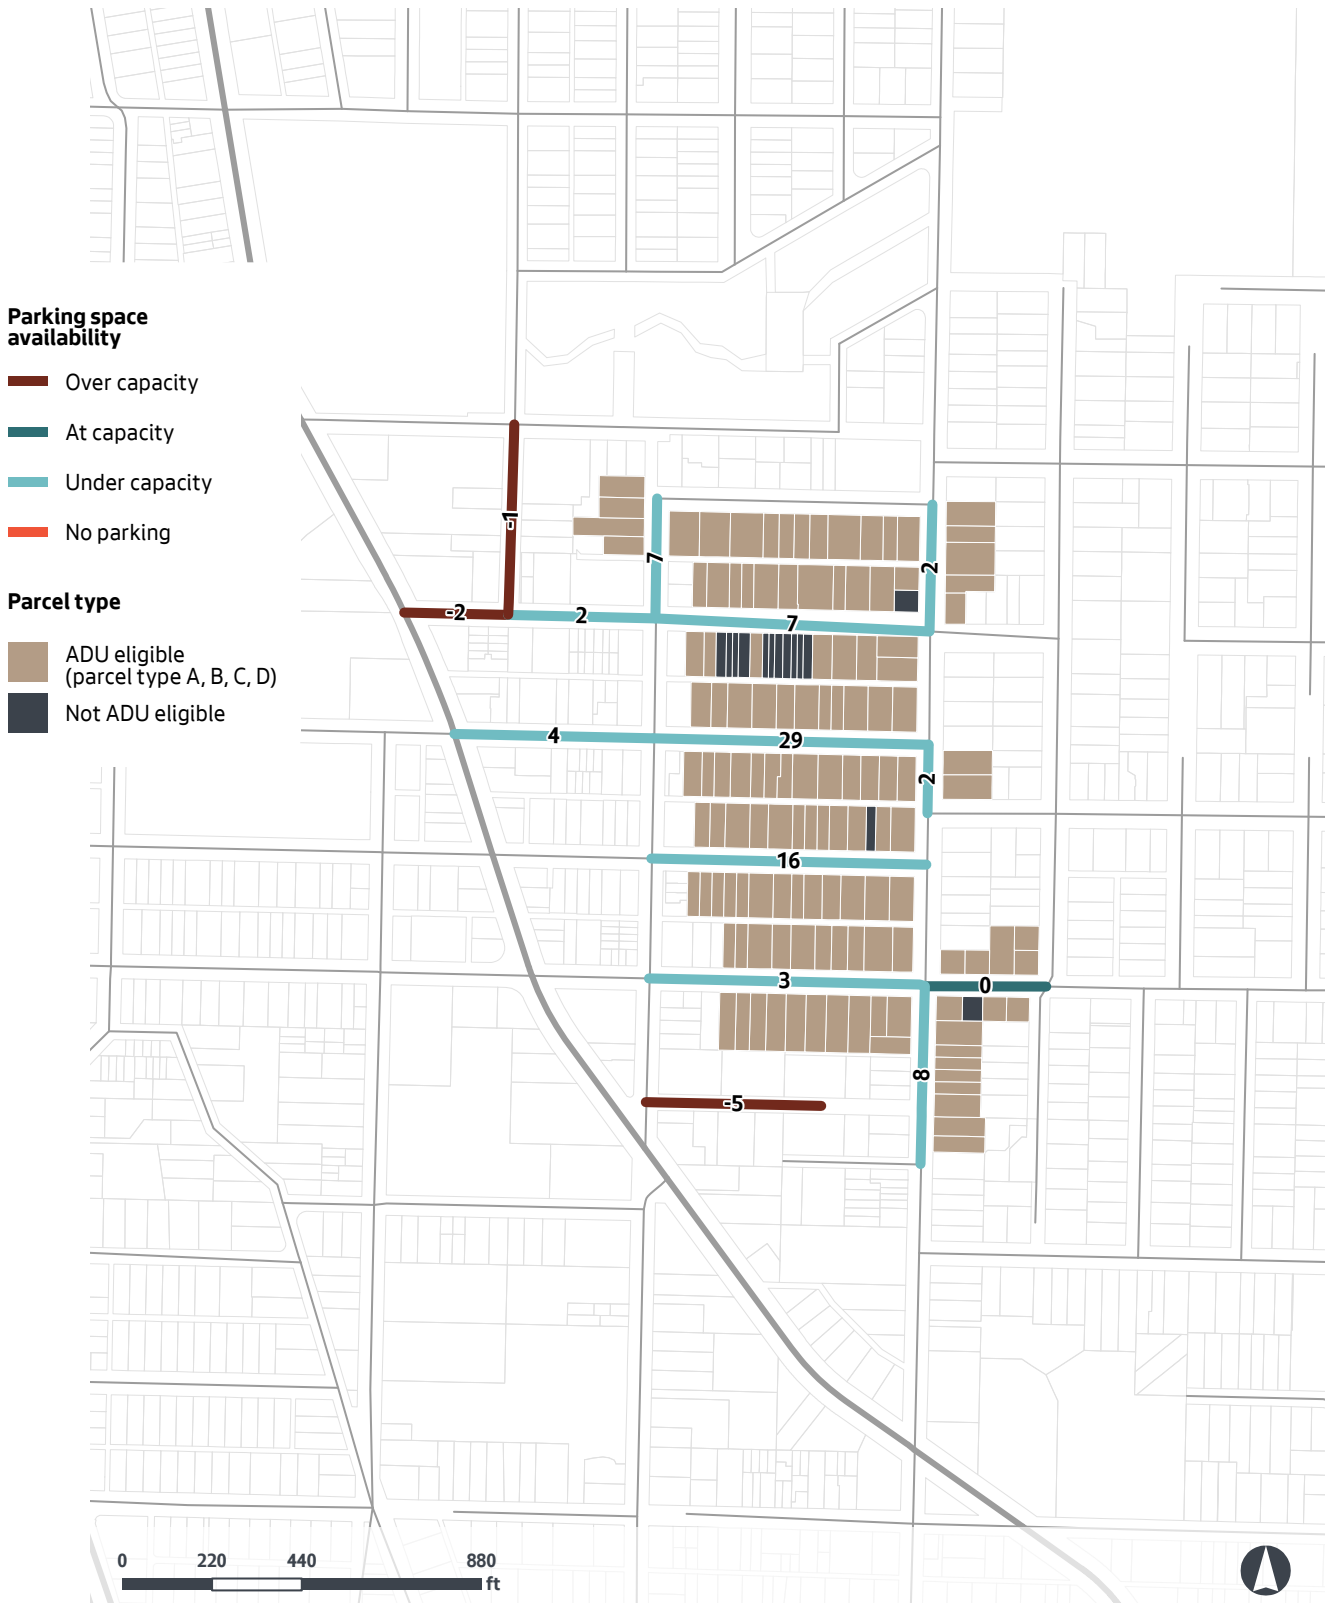 Parking space
availability
Over capacity
At capacity
Under capacity
No parking
Parcel type
ADU eligible
(parcel type A, B, C, D)
Not ADU eligible
-1
7
2
-2
2
7
4
29
2
16
3
0
8
-5
0 220 440 880
ft